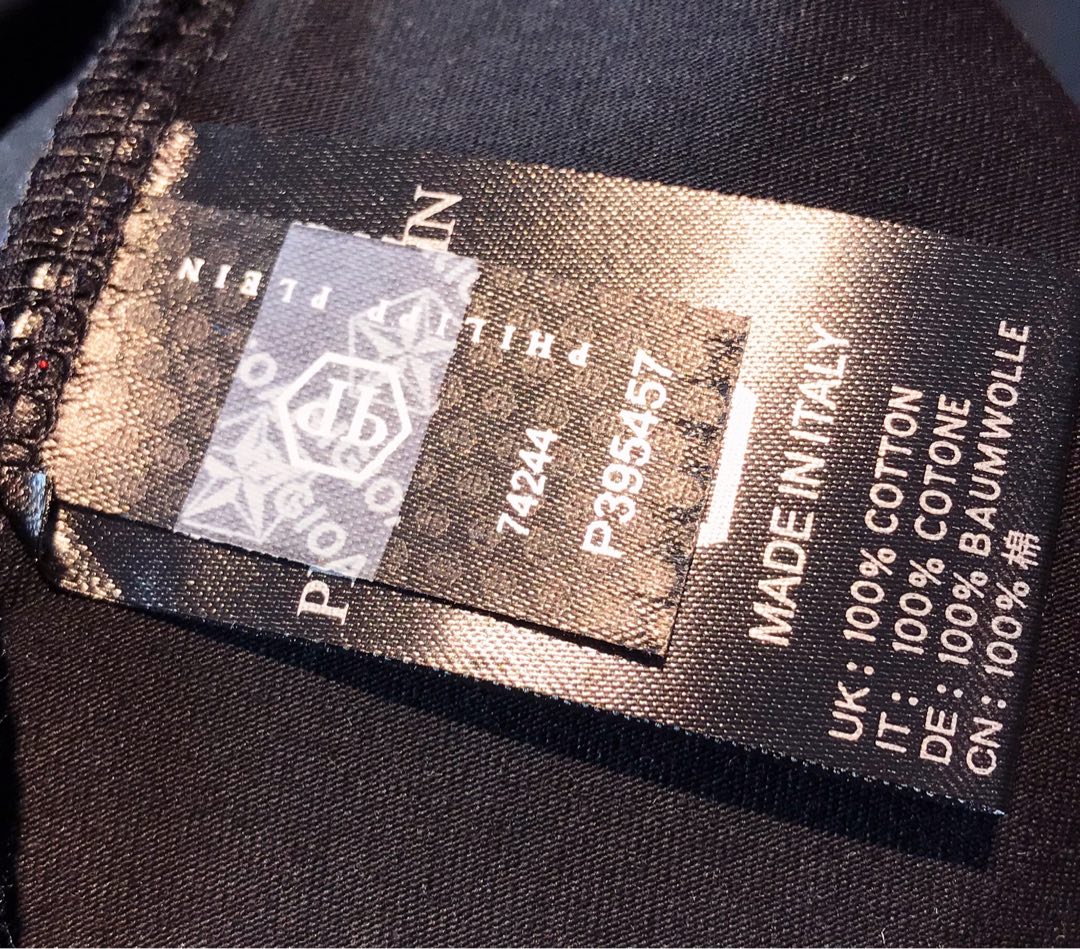 PHILIPP PLEIN
74244
P395457
MADE IN ITALY
UK : 100% COTTON
IT : 100% COTONE
DE : 100% BAUMWOLLE
CN : 100% 棉